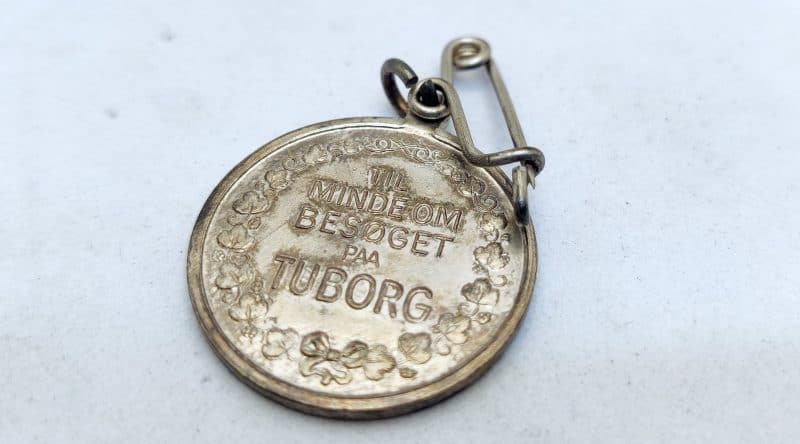 TIL
MINDE OM
BESØGET
PAA
TUBORG